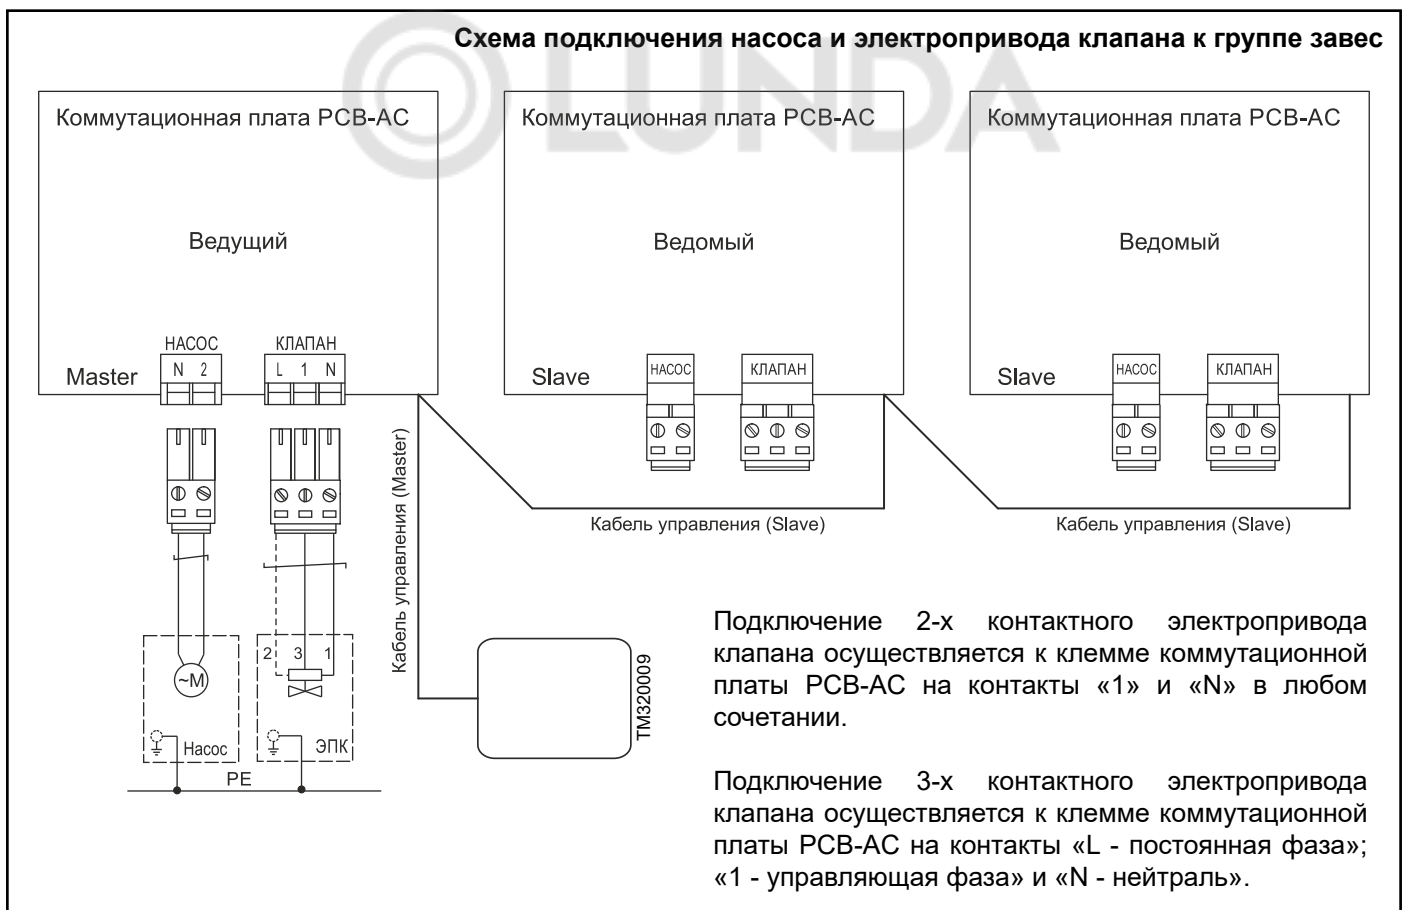 LUNDA
Схема подключения насоса и электропривода клапана к группе завес
Коммутационная плата PCB-AC
Ведущий
НАСОС
КЛАПАН
N 2
L 1 N
Master
Коммутационная плата PCB-AC
Ведомый
Slave
НАСОС
КЛАПАН
Коммутационная плата PCB-AC
Ведомый
Slave
НАСОС
КЛАПАН
Кабель управления (Master)
Кабель управления (Slave)
Кабель управления (Slave)
2 3 1
~M
Насос
ЭПК
PE
TM320009
Подключение 2-х контактного электропривода
клапана осуществляется к клемме коммутационной
платы PCB-AC на контакты «1» и «N» в любом
сочетании.
Подключение 3-х контактного электропривода
клапана осуществляется к клемме коммутационной
платы PCB-AC на контакты «L - постоянная фаза»;
«1 - управляющая фаза» и «N - нейтраль».